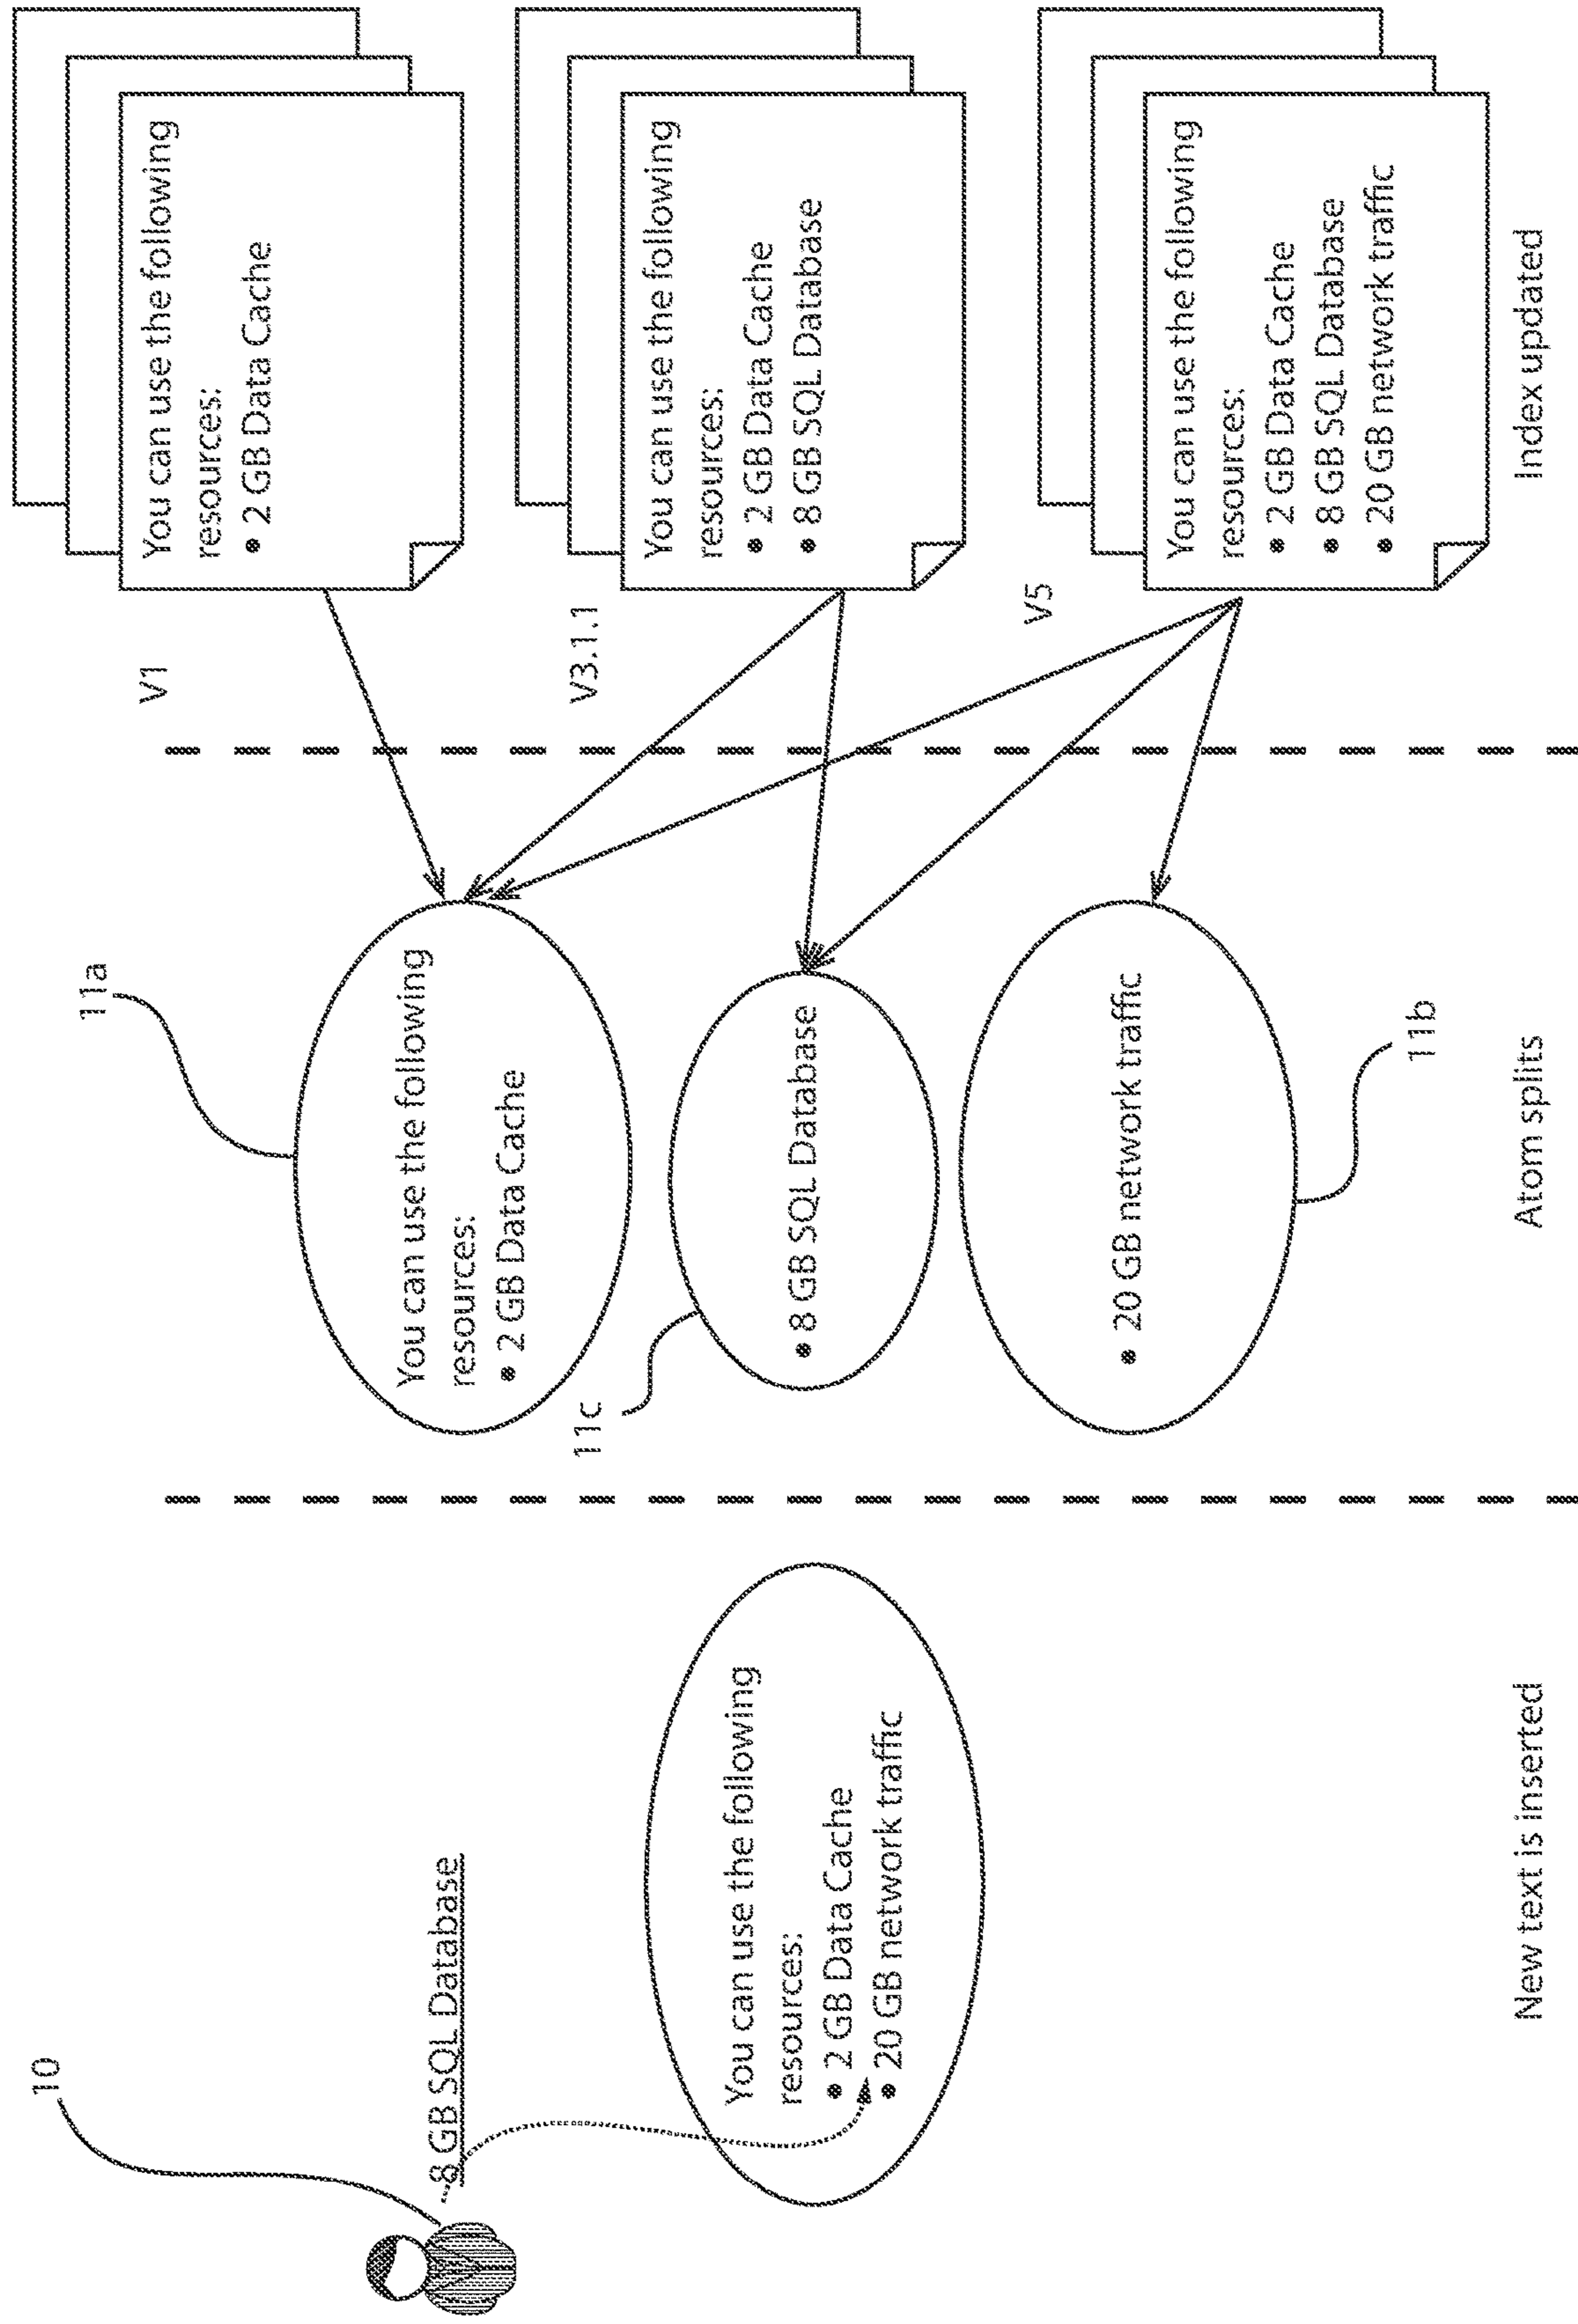 10
8 GB SQL Database
You can use the following
resources:
• 2 GB Data Cache
• 20 GB network traffic
New text is inserted
11a
You can use the following
resources:
• 2 GB Data Cache
11c
• 8 GB SQL Database
• 20 GB network traffic
11b
Atom splits
V1
You can use the following
resources:
• 2 GB Data Cache
V3.1.1
You can use the following
resources:
• 2 GB Data Cache
• 8 GB SQL Database
V5
You can use the following
resources:
• 2 GB Data Cache
• 8 GB SQL Database
• 20 GB network traffic
Index updated